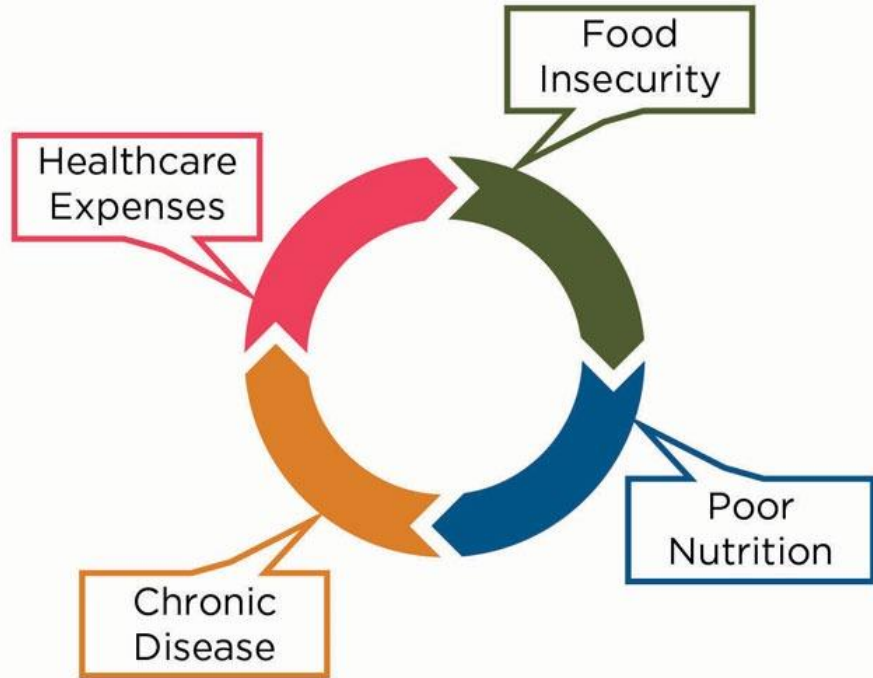 Food
Insecurity
Poor
Nutrition
Chronic
Disease
Healthcare
Expenses